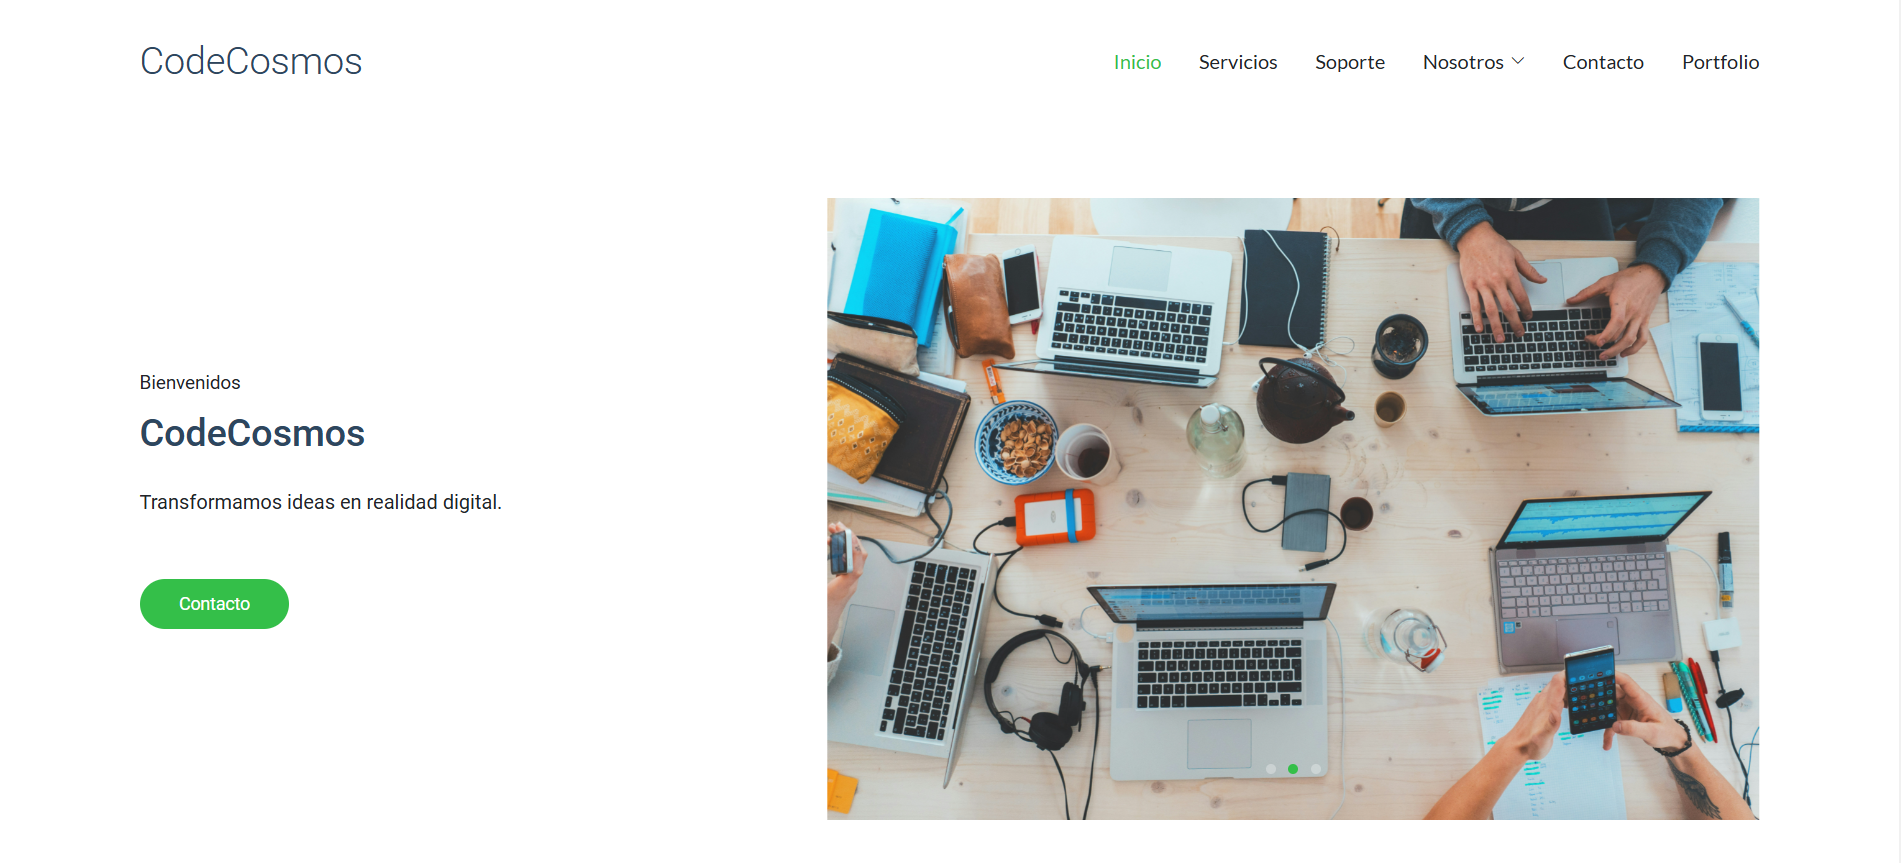 CodeCosmos
Inicio Servicios Soporte Nosotros Contacto Portfolio
Bienvenidos
CodeCosmos
Transformamos ideas en realidad digital.
Contacto